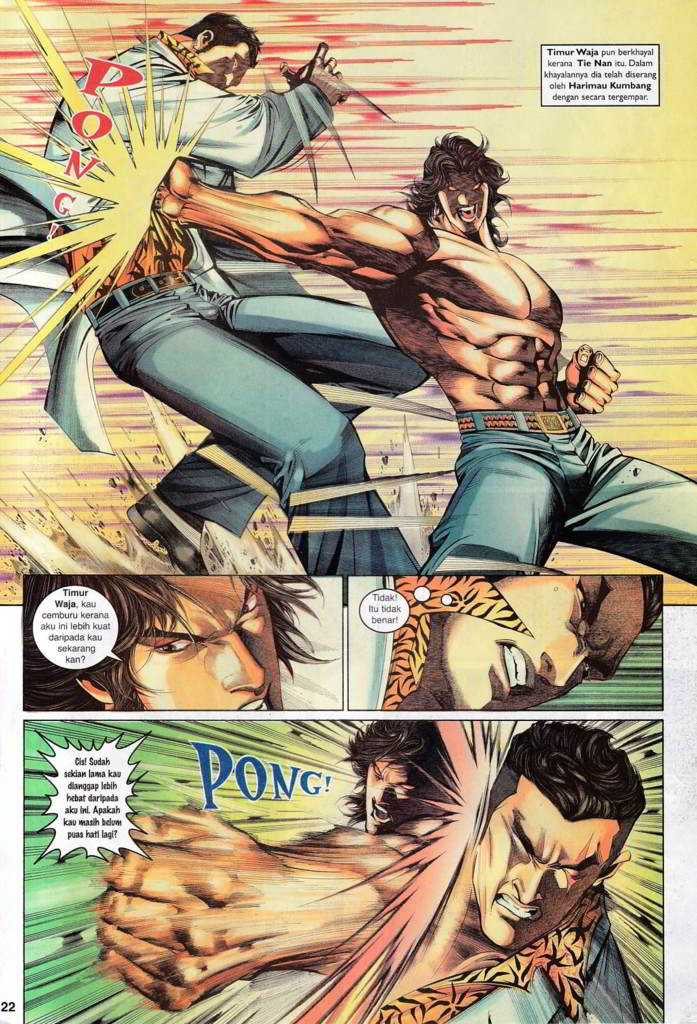 PONG!
Timur Waja pun berkhayal
kerana Tie Nan itu. Dalam
khayalannya dia telah diserang
oleh Harimau Kumbang
dengan secara tergempar.
Timur
Waja, kau
cemburu kerana
aku ini lebih kuat
daripada kau
sekarang
kan?
Tidak!
Itu tidak
benar!
Cis! Sudah
sekian lama kau
dianggap lebih
hebat daripada
aku ini. Apakah
kau masih belum
puas hati lagi?
PONG!
22